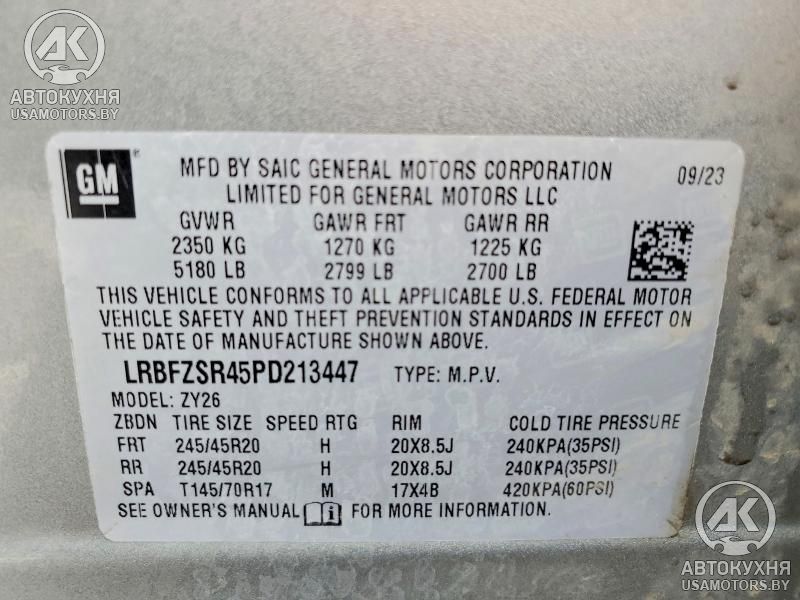 АК
АВТОКУХНЯ
USAMOTORS.BY
GM
MFD BY SAIC GENERAL MOTORS CORPORATION
LIMITED FOR GENERAL MOTORS LLC
09/23
GVWR GAWR FRT GAWR RR
2350 KG 1270 KG 1225 KG
5180 LB 2799 LB 2700 LB
THIS VEHICLE CONFORMS TO ALL APPLICABLE U.S. FEDERAL MOTOR
VEHICLE SAFETY AND THEFT PREVENTION STANDARDS IN EFFECT ON
THE DATE OF MANUFACTURE SHOWN ABOVE.
LRBFZSR45PD213447 TYPE: M.P.V.
MODEL: ZY26
ZBDN TIRE SIZE SPEED RTG RIM COLD TIRE PRESSURE
FRT 245/45R20 H 20X8.5J 240KPA(35PSI)
RR 245/45R20 H 20X8.5J 240KPA(35PSI)
SPA T145/70R17 M 17X4B 420KPA(60PSI)
SEE OWNER'S MANUAL FOR MORE INFORMATION.
АК
АВТОКУХНЯ
USAMOTORS.BY